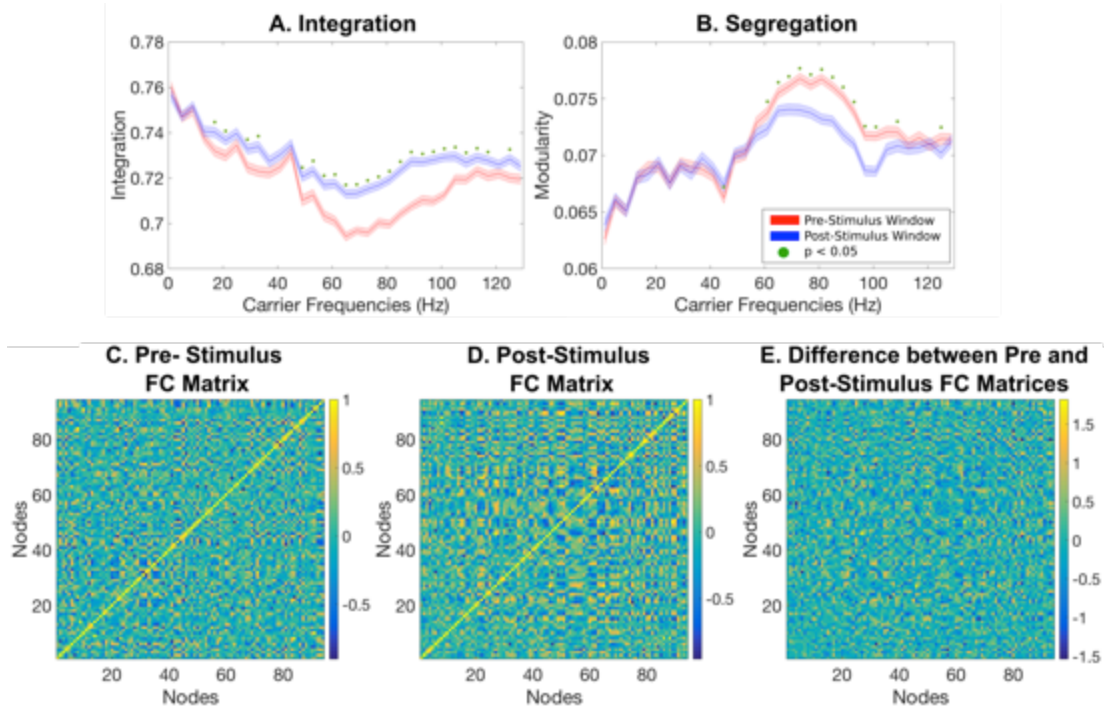 A. Integration
0.78
0.76
0.74
0.72
0.7
0.68
Integration
0 20 40 60 80 100 120
Carrier Frequencies (Hz)
B. Segregation
0.08
0.075
0.07
0.065
0.06
Modularity
Pre-Stimulus Window
Post-Stimulus Window
p < 0.05
0 20 40 60 80 100 120
Carrier Frequencies (Hz)
C. Pre- Stimulus
FC Matrix
80
60
40
20
Nodes
20 40 60 80
Nodes
1
0.5
0
-0.5
D. Post-Stimulus
FC Matrix
80
60
40
20
Nodes
20 40 60 80
Nodes
1
0.5
0
-0.5
E. Difference between Pre and
Post-Stimulus FC Matrices
80
60
40
20
Nodes
20 40 60 80
Nodes
1.5
1
0.5
0
-0.5
-1
-1.5